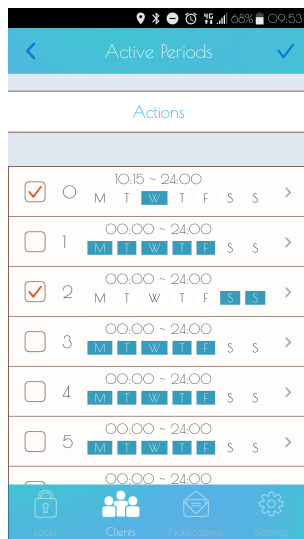 4G 68% 09:53
Active Periods
Actions
10:15 ~ 24:00
0 M T W T F S S
00:00 ~ 24:00
1 M T W T F S S
00:00 ~ 24:00
2 M T W T F S S
00:00 ~ 24:00
3 M T W T F S S
00:00 ~ 24:00
4 M T W T F S S
00:00 ~ 24:00
5 M T W T F S S
00:00 ~ 24:00
Locks Clients Notifications Settings